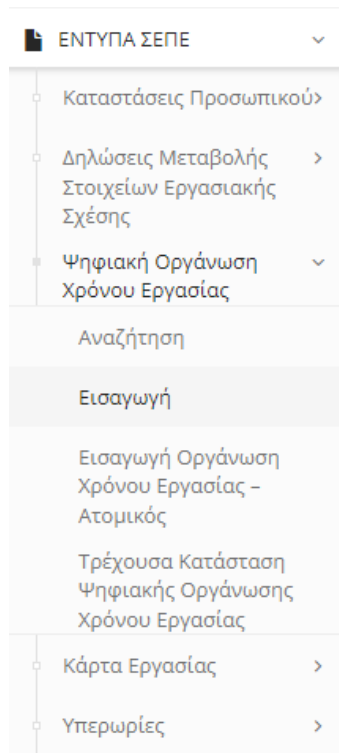 ΕΝΤΥΠΑ ΣΕΠΕ
Καταστάσεις Προσωπικού
Δηλώσεις Μεταβολής
Στοιχείων Εργασιακής
Σχέσης
Ψηφιακή Οργάνωση
Χρόνου Εργασίας
Αναζήτηση
Εισαγωγή
Εισαγωγή Οργάνωση
Χρόνου Εργασίας –
Ατομικός
Τρέχουσα Κατάσταση
Ψηφιακής Οργάνωσης
Χρόνου Εργασίας
Κάρτα Εργασίας
Υπερωρίες